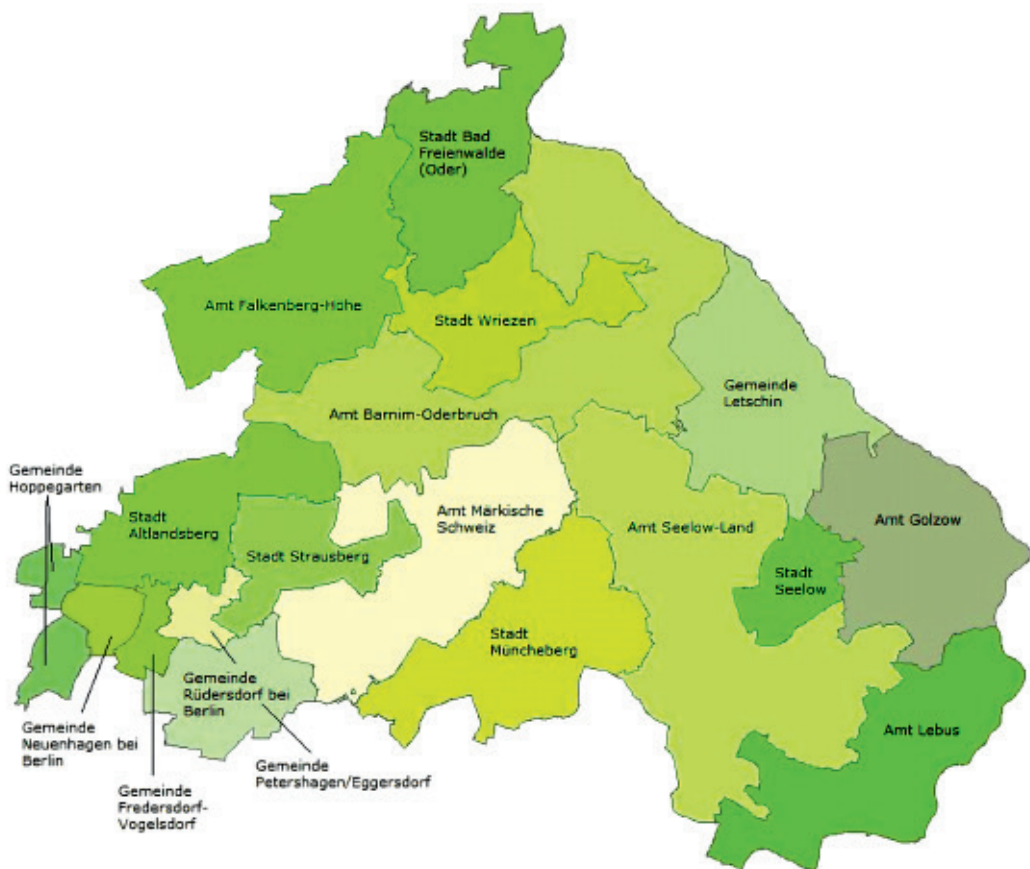 Stadt Bad
Freienwalde
(Oder)
Amt Falkenberg-Höhe
Stadt Wriezen
Gemeinde
Letschin
Amt Barnim-Oderbruch
Gemeinde
Hoppegarten
Stadt
Altlandsberg
Amt Märkische
Schweiz
Amt Seelow-Land
Amt Golzow
Stadt Strausberg
Stadt
Seelow
Stadt
Müncheberg
Gemeinde
Rüdersdorf bei
Berlin
Gemeinde
Neuenhagen bei
Berlin
Amt Lebus
Gemeinde
Petershagen/Eggersdorf
Gemeinde
Fredersdorf-
Vogelsdorf